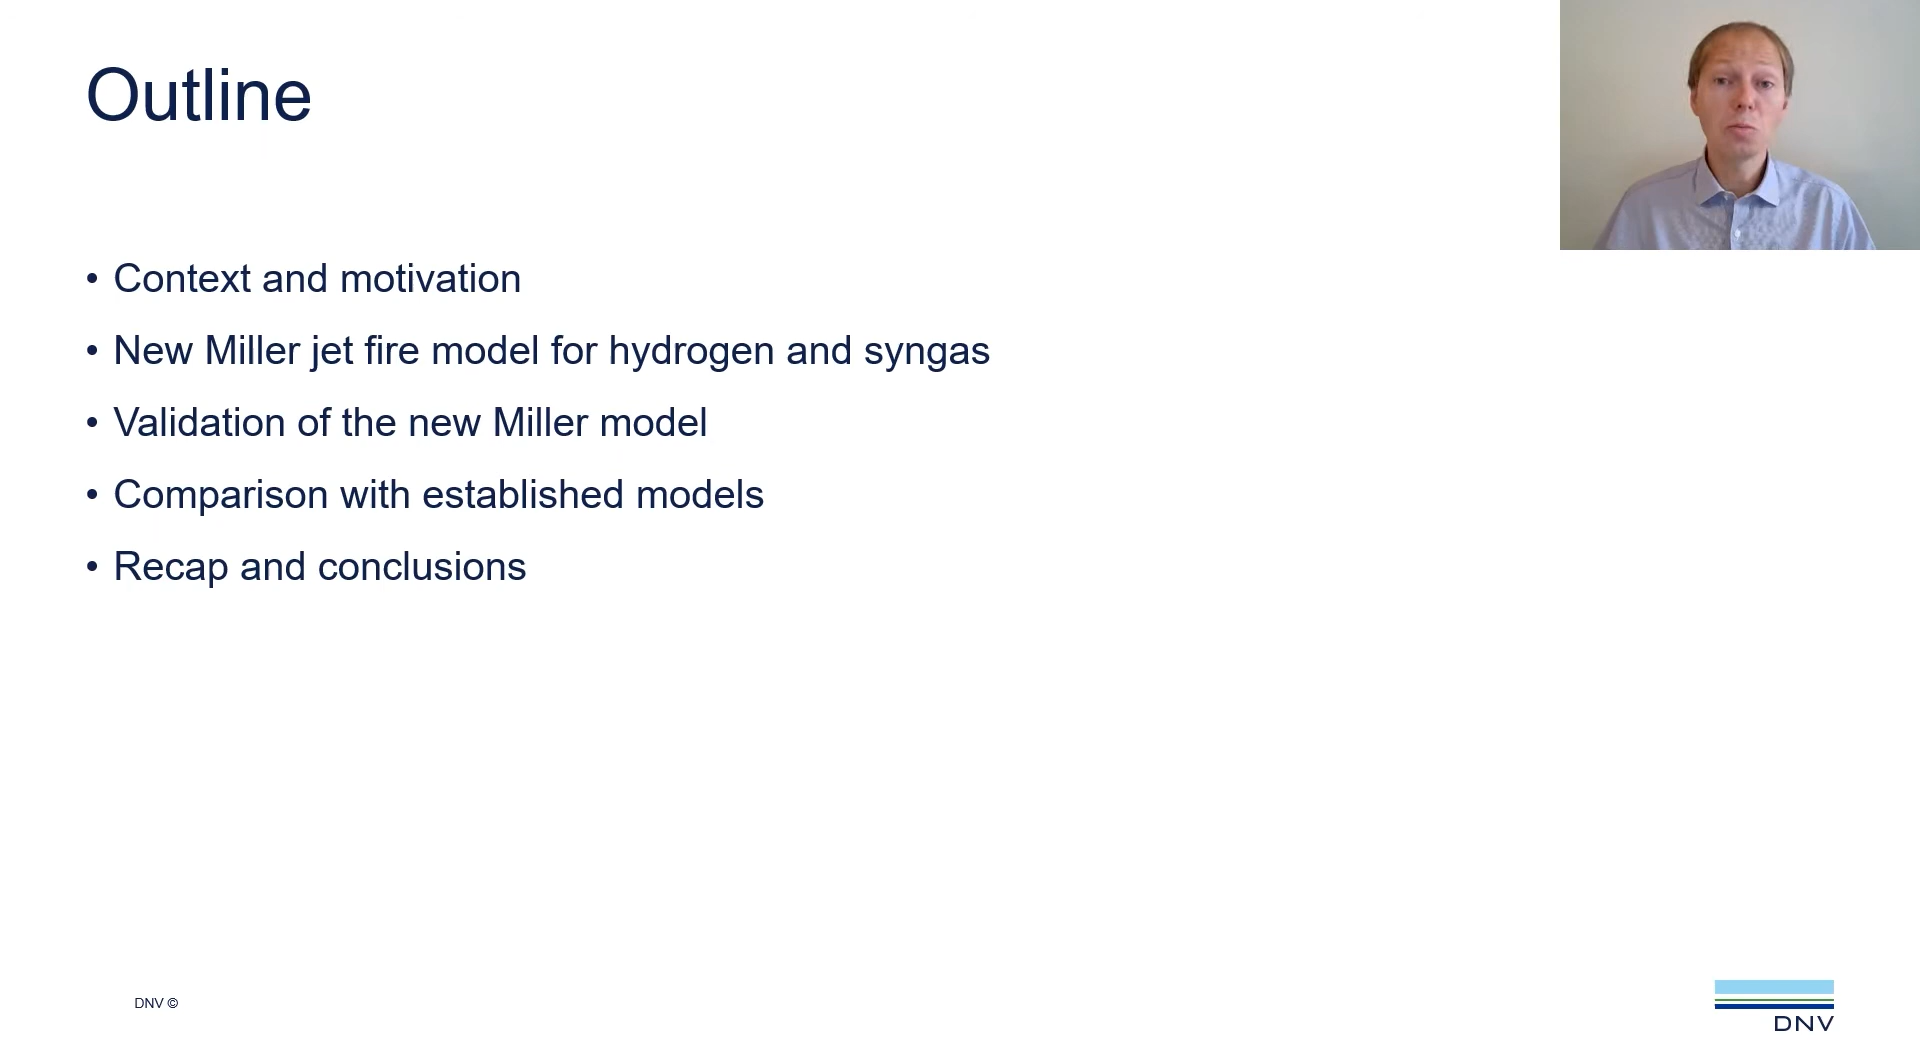 Outline
• Context and motivation
• New Miller jet fire model for hydrogen and syngas
• Validation of the new Miller model
• Comparison with established models
• Recap and conclusions
DNV ©
DNV